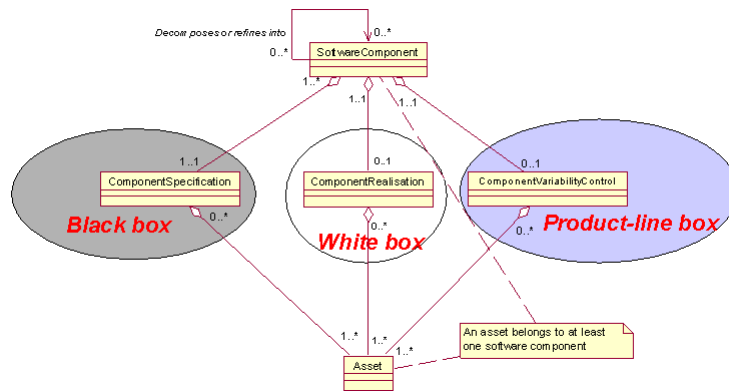 Decomposes or refines into
0..*
0..*
SoftwareComponent
1..*
1..1
1..1
1..1
0..1
0..1
ComponentSpecification
ComponentRealisation
ComponentVariabilityControl
0..*
0..*
0..*
Black box
White box
Product-line box
1..*
1..*
1..*
An asset belongs to at least
one software component
Asset